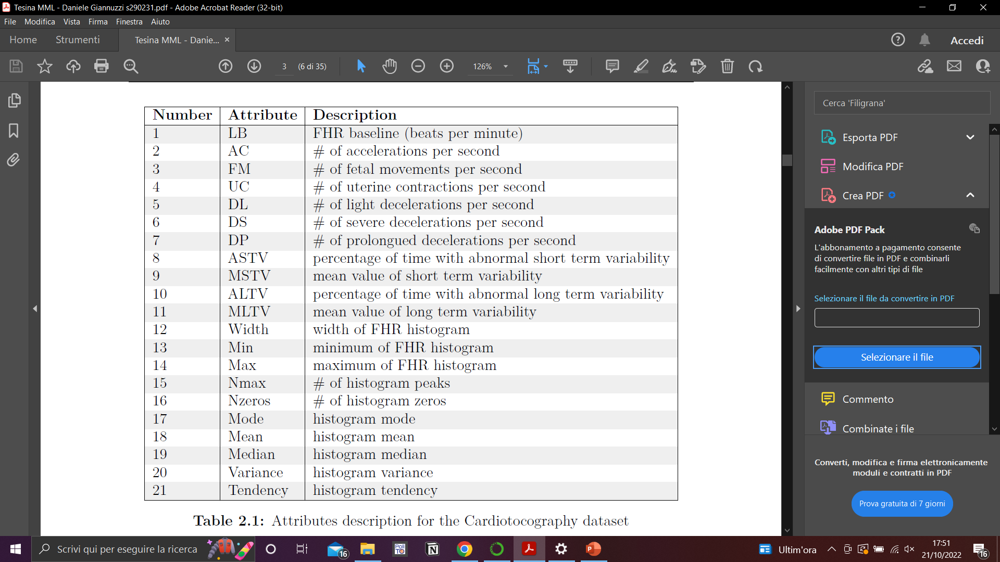 Tesina MML - Daniele Giannuzzi s290231.pdf - Adobe Acrobat Reader (32-bit)
File Modifica Vista Firma Finestra Aiuto
Home Strumenti Tesina MML - Danie... Accedi
3 (6 di 35) 126%
Number Attribute Description
1 LB FHR baseline (beats per minute)
2 AC # of accelerations per second
3 FM # of fetal movements per second
4 UC # of uterine contractions per second
5 DL # of light decelerations per second
6 DS # of severe decelerations per second
7 DP # of prolongued decelerations per second
8 ASTV percentage of time with abnormal short term variability
9 MSTV mean value of short term variability
10 ALTV percentage of time with abnormal long term variability
11 MLTV mean value of long term variability
12 Width width of FHR histogram
13 Min minimum of FHR histogram
14 Max maximum of FHR histogram
15 Nmax # of histogram peaks
16 Nzeros # of histogram zeros
17 Mode histogram mode
18 Mean histogram mean
19 Median histogram median
20 Variance histogram variance
21 Tendency histogram tendency
Table 2.1: Attributes description for the Cardiotocography dataset
Cerca 'Filigrana'
Esporta PDF
Modifica PDF
Crea PDF
Adobe PDF Pack
L'abbonamento a pagamento consente
di convertire file in PDF e combinarli
facilmente con altri tipi di file
Selezionare il file da convertire in PDF
Selezionare il file
Commento
Combinate i file
Converti, modifica e firma elettronicamente
moduli e contratti in PDF
Prova gratuita di 7 giorni
Scrivi qui per eseguire la ricerca
16
Poli
TO
Ultim'ora
17:51
21/10/2022
16